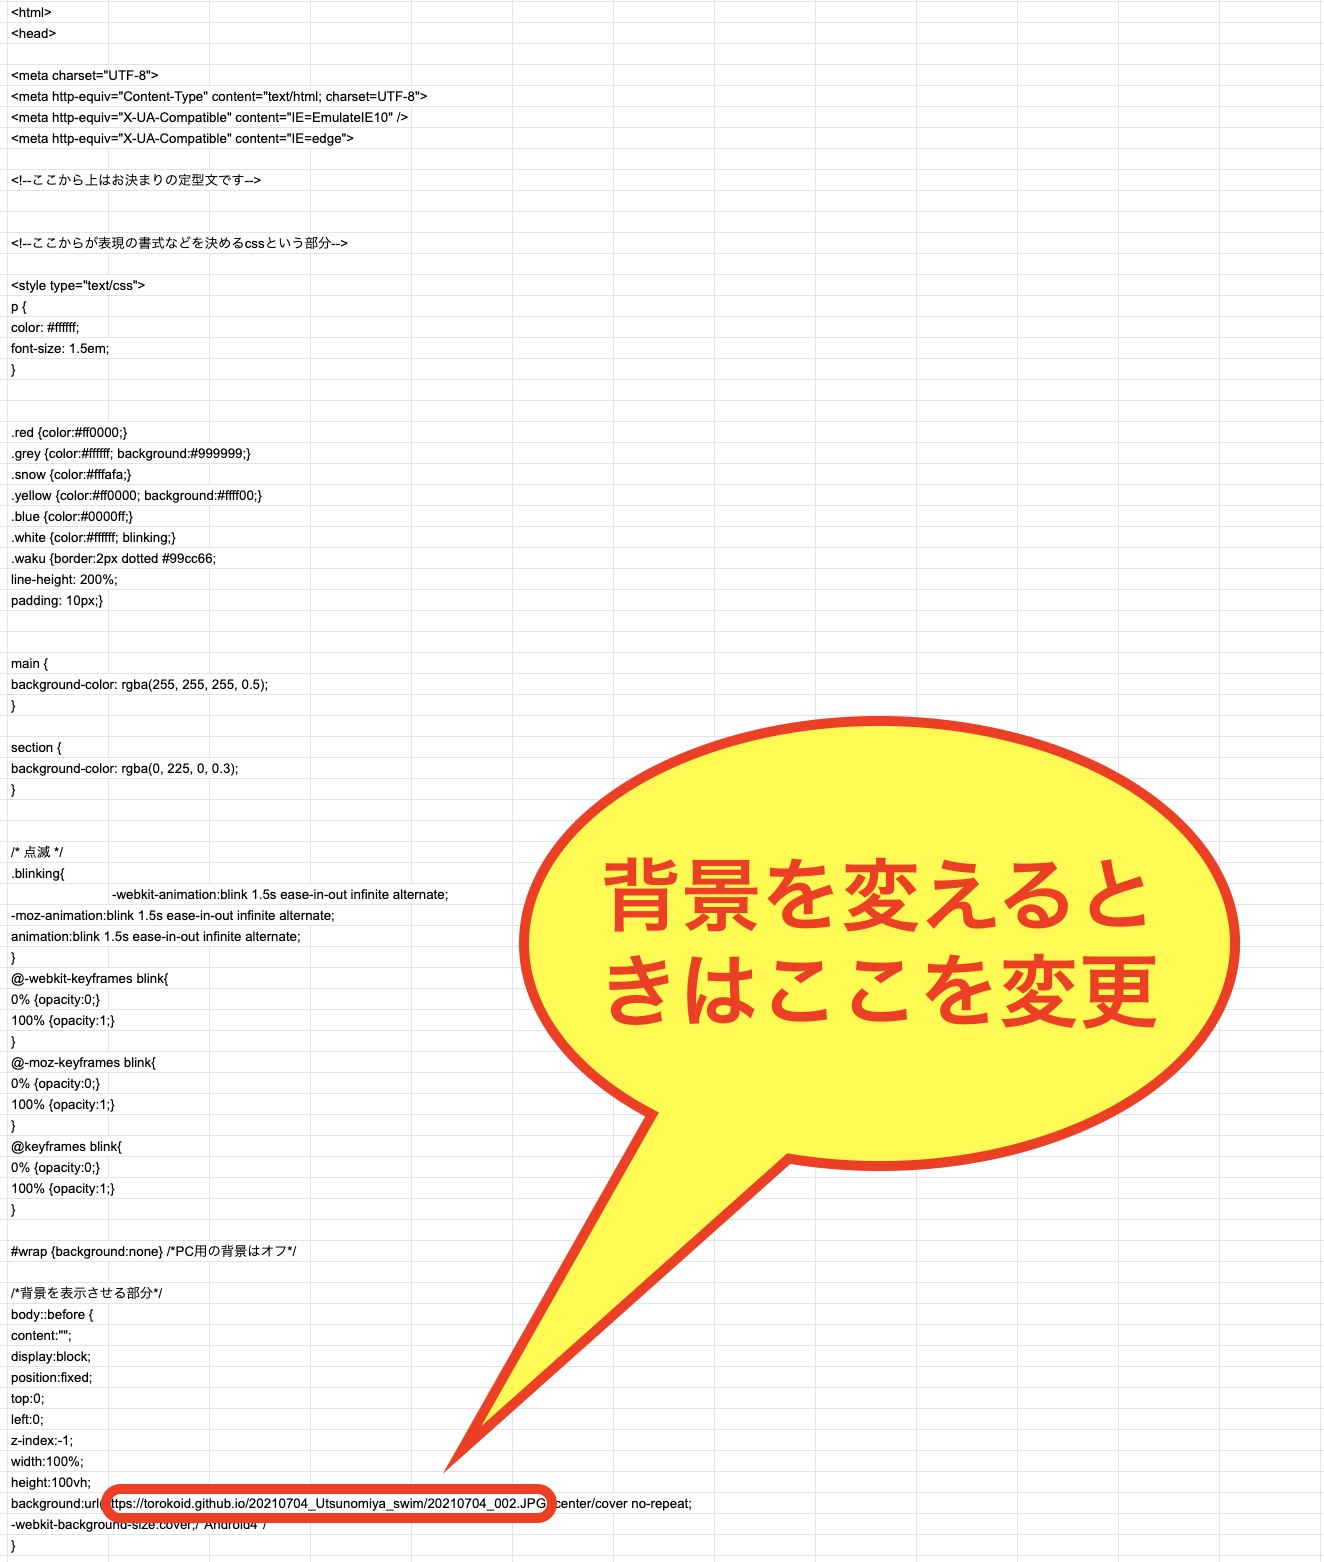 <html>
<head>
<meta charset="UTF-8">
<meta http-equiv="Content-Type" content="text/html; charset=UTF-8">
<meta http-equiv="X-UA-Compatible" content="IE=EmulateIE10" />
<meta http-equiv="X-UA-Compatible" content="IE=edge">
<!--ここから上はお決まりの定型文です-->
<!--ここからが表現の書式などを決めるcssという部分-->
<style type="text/css">
p {
color: #ffffff;
font-size: 1.5em;
}
.red {color:#ff0000;}
.grey {color:#ffffff; background:#999999;}
.snow {color:#fffafa;}
.yellow {color:#ff0000; background:#ffff00;}
.blue {color:#0000ff;}
.white {color:#ffffff; blinking;}
.waku {border:2px dotted #99cc66;
line-height: 200%;
padding: 10px;}
main {
background-color: rgba(255, 255, 255, 0.5);
}
section {
background-color: rgba(0, 225, 0, 0.3);
}
/* 点滅 */
.blinking{
-webkit-animation:blink 1.5s ease-in-out infinite alternate;
-moz-animation:blink 1.5s ease-in-out infinite alternate;
animation:blink 1.5s ease-in-out infinite alternate;
}
@-webkit-keyframes blink{
0% {opacity:0;}
100% {opacity:1;}
}
@-moz-keyframes blink{
0% {opacity:0;}
100% {opacity:1;}
}
@keyframes blink{
0% {opacity:0;}
100% {opacity:1;}
}
背景を変えると
きはここを変更
#wrap {background:none} /*PC用の背景はオフ*/
/*背景を表示させる部分*/
body::before {
content:"";
display:block;
position:fixed;
top:0;
left:0;
z-index:-1;
width:100%;
height:100vh;
background:url(ttps://torokoid.github.io/20210704_Utsunomiya_swim/20210704_002.JPG center/cover no-repeat;
-webkit-background-size:cover;/*Android4*/
}